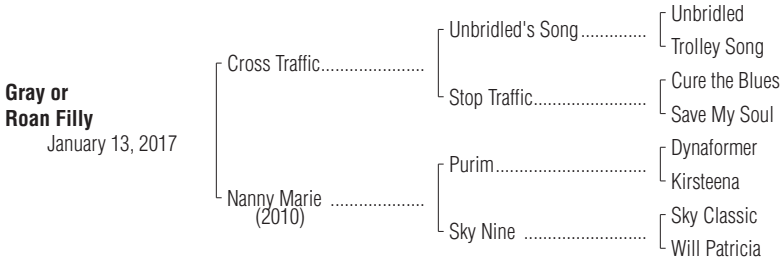 Unbridled
Unbridled's Song..............
Trolley Song
Cross Traffic......................
Cure the Blues
Stop Traffic........................
Save My Soul
Gray or
Roan Filly
January 13, 2017
Dynaformer
Purim................................
Kirsteena
Nanny Marie ....................
(2010)
Sky Classic
Sky Nine ..........................
Will Patricia